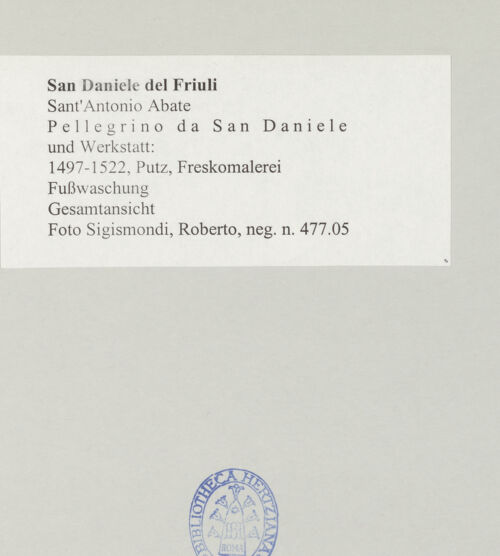 San Daniele del Friuli
Sant'Antonio Abate
Pellegrino da San Daniele
und Werkstatt:
1497-1522, Putz, Freskomalerei
Fußwaschung
Gesamtansicht
Foto Sigismondi, Roberto, neg. n. 477.05
BIBLIOTHECA HERTZIANA
ROMA